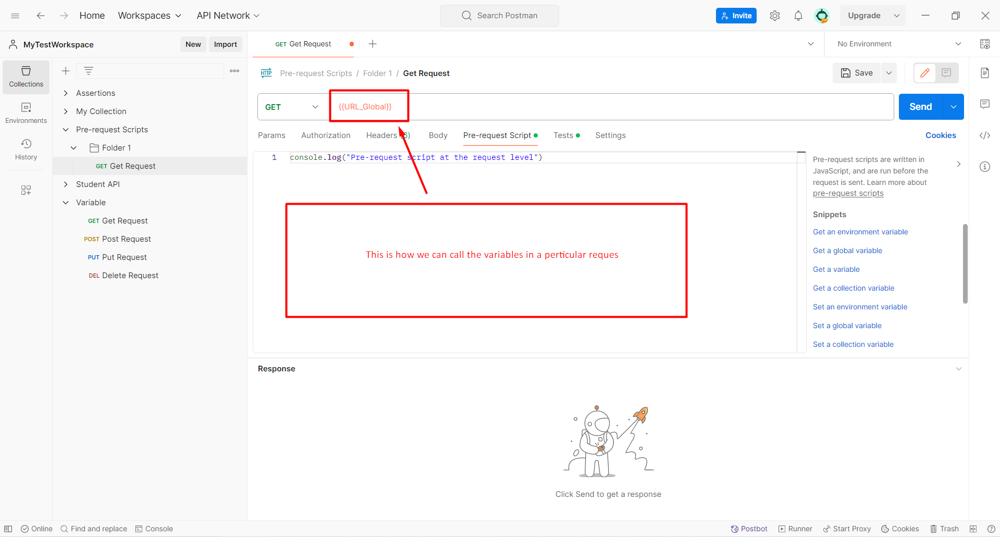 Home
Workspaces
API Network
Search Postman
Invite
Upgrade
MyTestWorkspace
New
Import
GET Get Request
No Environment
Collections
Environments
History
Assertions
My Collection
Pre-request Scripts
Folder 1
GET Get Request
Student API
Variable
GET Get Request
POST Post Request
PUT Put Request
DEL Delete Request
HTTP
Pre-request Scripts / Folder 1 / Get Request
Save
GET
{{URL_Global}}
Send
Params
Authorization
Headers (6)
Body
Pre-request Script
Tests
Settings
Cookies
1 console.log("Pre-request script at the request level")
This is how we can call the variables in a perticular reques
Pre-request scripts are written in
JavaScript, and are run before the
request is sent. Learn more about
pre-request scripts
Snippets
Get an environment variable
Get a global variable
Get a variable
Get a collection variable
Set an environment variable
Set a global variable
Set a collection variable
Response
Click Send to get a response
Online
Find and replace
Console
Postbot
Runner
Start Proxy
Cookies
Trash